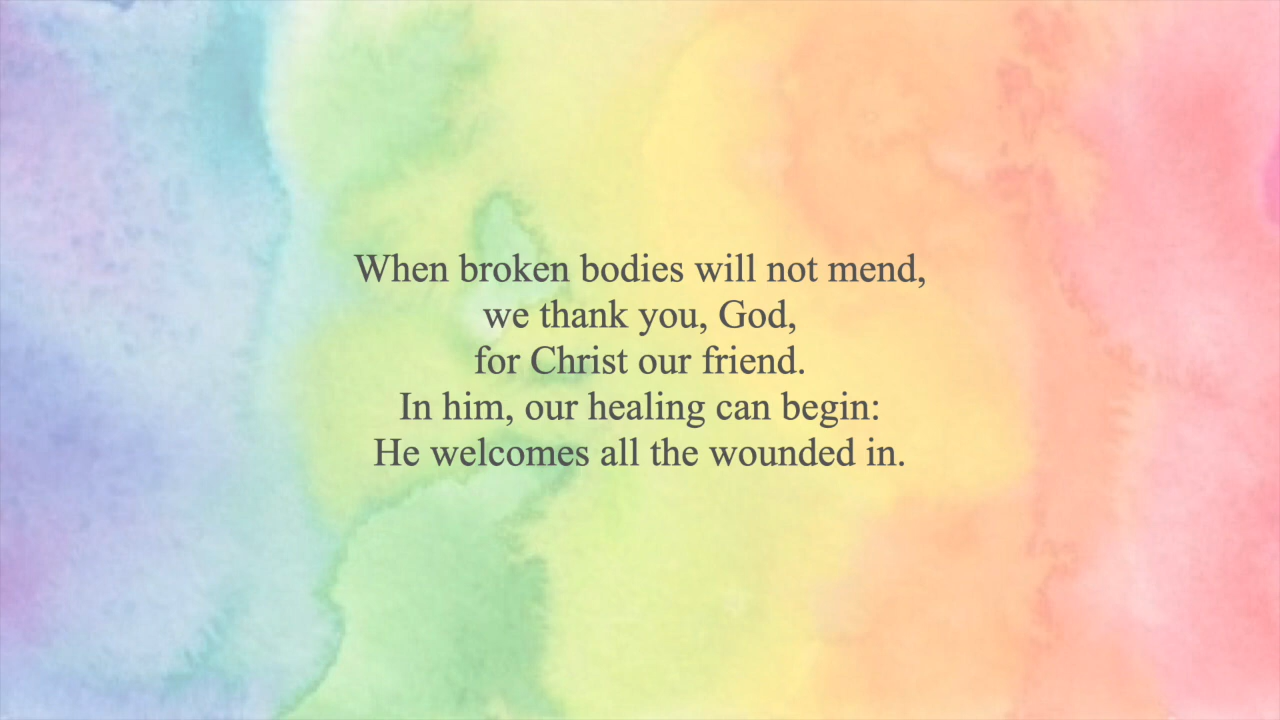 When broken bodies will not mend,
we thank you, God,
for Christ our friend.
In him, our healing can begin:
He welcomes all the wounded in.